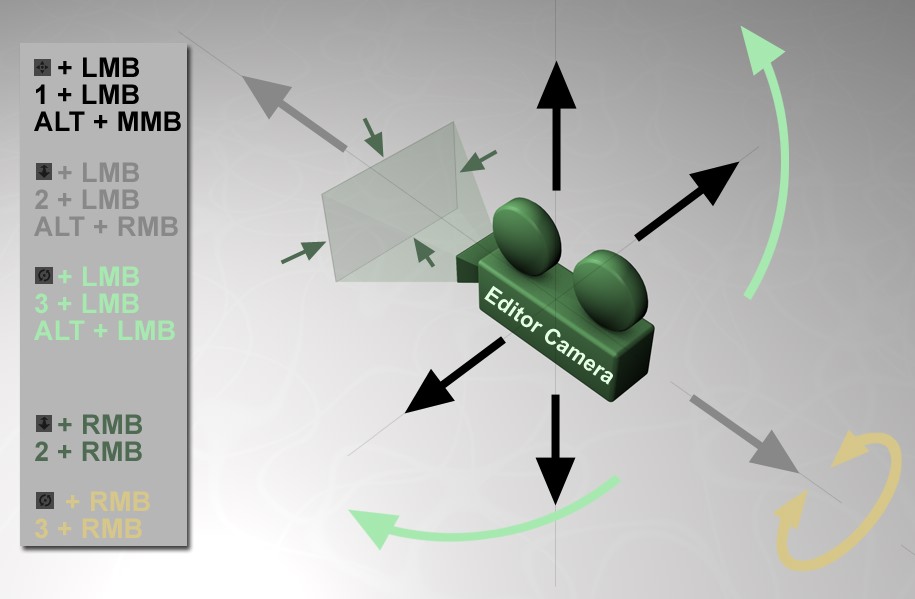 + LMB
1 + LMB
ALT + MMB
+ LMB
2 + LMB
ALT + RMB
+ LMB
3 + LMB
ALT + LMB
+ RMB
2 + RMB
+ RMB
3 + RMB
Editor Camera